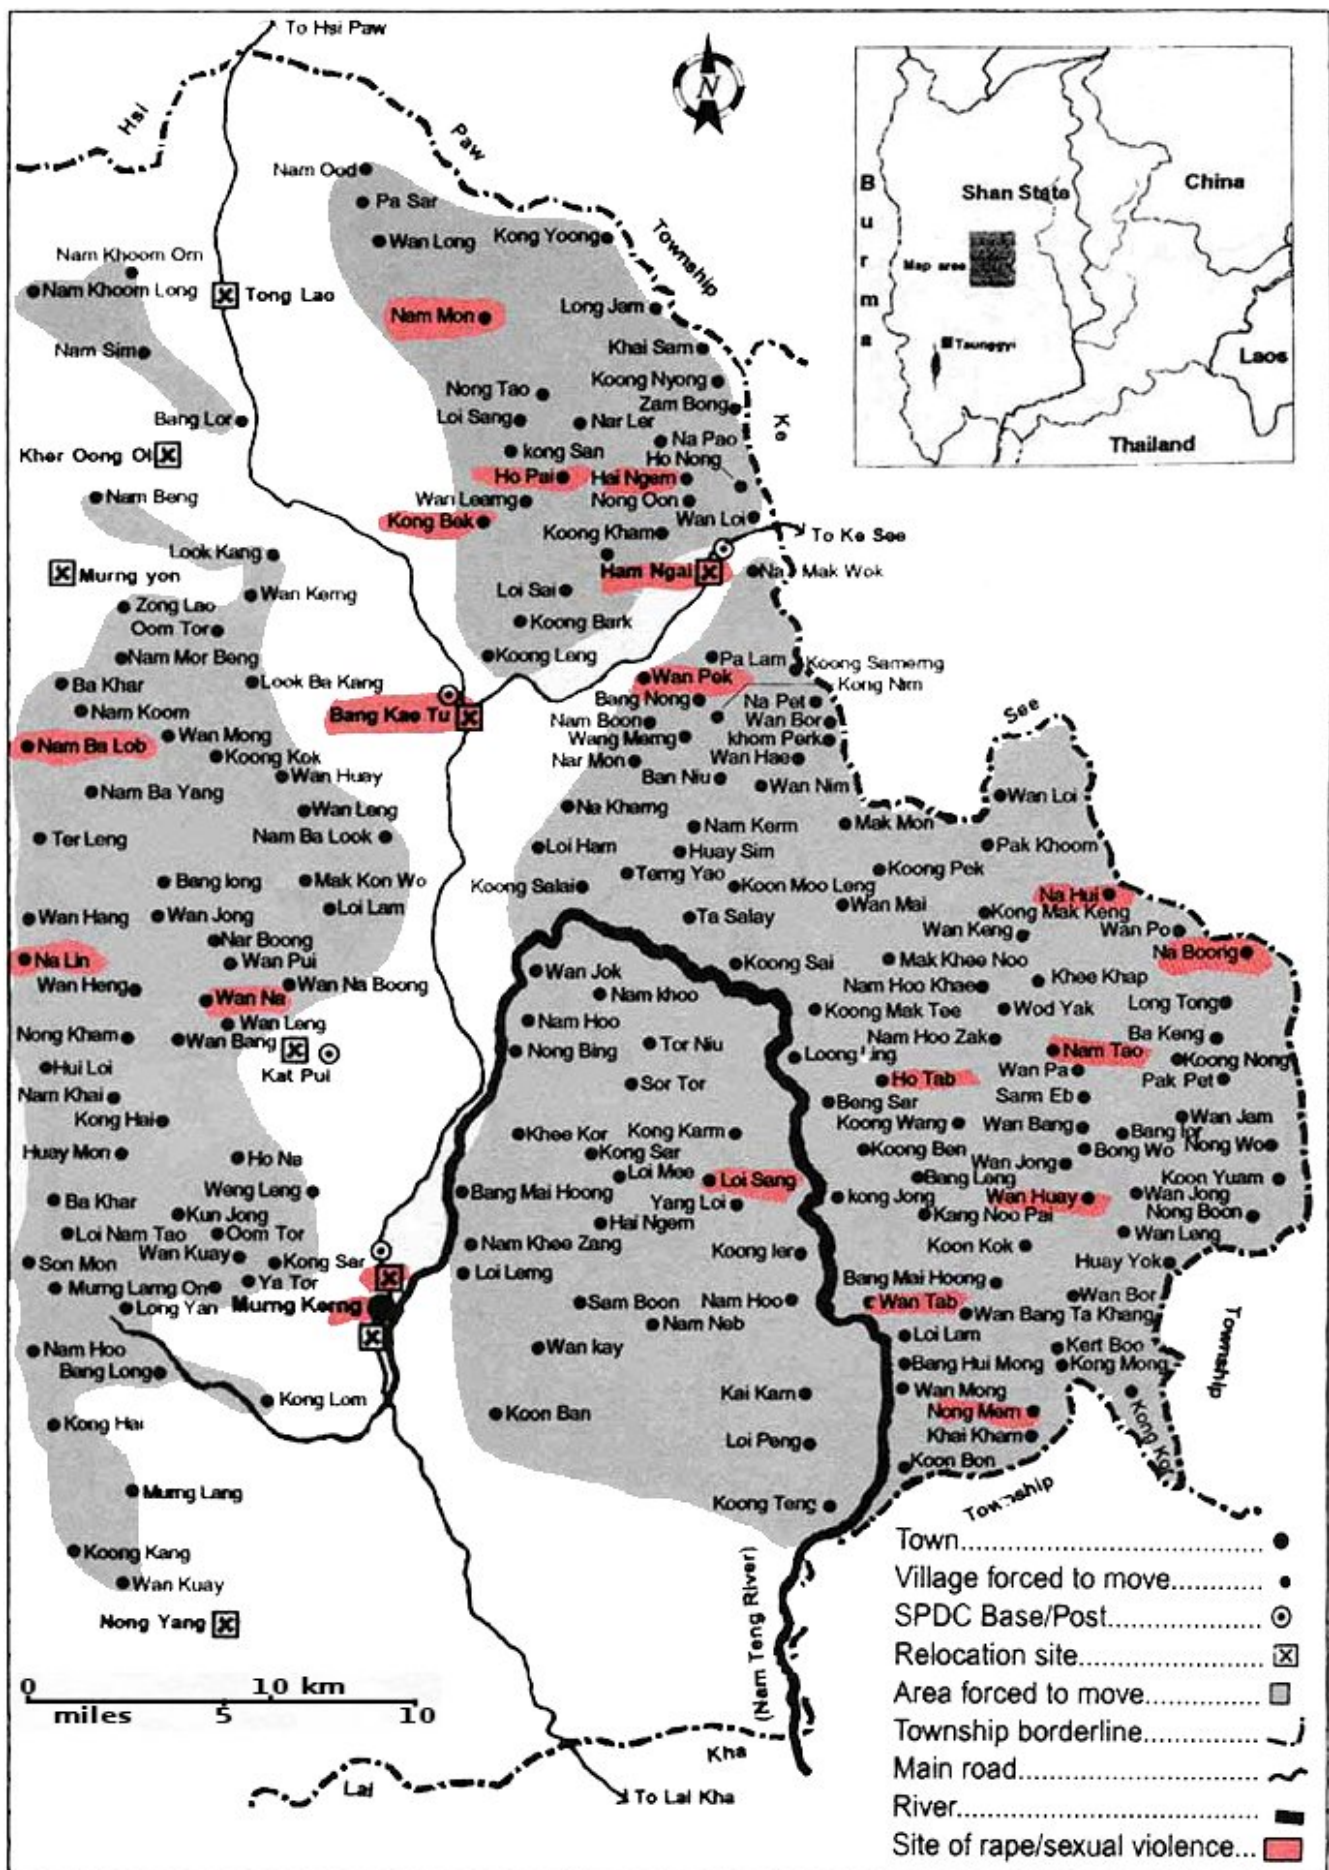 To Hsi Paw
Hsi
Paw
Township
Ke
See
Township
Township
Lai
Kha
N
Burma
Shan State
China
Map area
Taunggyi
Laos
Thailand
Nam Ood
Pa Sar
Wan Long
Kong Yoong
Nam Khoom Orn
Nam Khoom Long
Tong Lao
Nam Mon
Long Jam
Nam Sim
Khai Sam
Koong Nyong
Nong Tao
Zam Bong
Bang Lor
Loi Sang
Nar Ler
Na Pao
Kher Oong Oi
kong San
Ho Nong
Ho Pai
Hai Ngem
Nam Beng
Wan Learng
Nong Oon
Kong Bek
Wan Loi
Koong Kham
To Ke See
Look Kang
Murng yon
Ham Ngai
Na Mak Wok
Wan Kerng
Loi Sai
Zong Lao
Koong Bark
Oom Tor
Nam Mor Beng
Koong Leng
Pa Lam
Koong Samerng
Ba Khar
Look Ba Kang
Wan Pek
Kong Nim
Nam Koom
Bang Kae Tu
Bang Nong
Na Pet
Nam Boon
Wan Bor
Nam Ba Lob
Wan Mong
Wang Merng
khom Perk
Koong Kok
Nar Mon
Wan Hae
Wan Huay
Ban Niu
Wan Nim
Nam Ba Yang
Wan Leng
Na Kherng
Wan Loi
Ter Leng
Nam Ba Look
Nam Kerm
Mak Mon
Loi Ham
Huay Sim
Pak Khoom
Bang long
Mak Kon Wo
Koong Salai
Terng Yao
Koon Moo Leng
Koong Pek
Na Hui
Wan Hang
Wan Jong
Loi Lam
Ta Salay
Wan Mai
Kong Mak Keng
Nar Boong
Wan Keng
Wan Po
Na Lin
Wan Pui
Wan Jok
Koong Sai
Mak Khee Noo
Na Boong
Wan Heng
Wan Na
Wan Na Boong
Nam khoo
Nam Hoo Khae
Khee Khap
Wan Leng
Nam Hoo
Koong Mak Tee
Wod Yak
Long Tong
Nong Kham
Wan Bang
Nong Bing
Tor Niu
Nam Hoo Zak
Ba Keng
Kat Pui
Nam Tao
Koong Nong
Hui Loi
Sor Tor
Ho Tab
Wan Pa
Pak Pet
Nam Khai
Beng Sar
Sarm Eb
Kong Hai
Khee Kor
Kong Karm
Koong Wang
Wan Bang
Wan Jam
Nong Wo
Huay Mon
Ho Na
Kong Sar
Koong Ben
Bong Wo
Loi Mee
Loi Sang
Bang Leng
Wan Jong
Koon Yuam
Ba Khar
Weng Leng
Bang Mai Hoong
Yang Loi
kong Jong
Wan Huay
Wan Jong
Kun Jong
Hai Ngem
Kang Noo Pai
Nong Boon
Loi Nam Tao
Oom Tor
Nam Khee Zang
Koong Ier
Koon Kok
Wan Leng
Son Mon
Wan Kuay
Kong Sar
Loi Lerng
Huay Yok
Murng Larng On
Ya Tor
Bang Mai Hoong
Long Yan
Murng Kerng
Sam Boon
Nam Hoo
Wan Tab
Wan Bor
Nam Neb
Wan Bang Ta Khang
Nam Hoo
Wan kay
Loi Lam
Kert Boo
Bang Long
Bang Hui Mong
Kong Mong
Kong Lom
Kai Kam
Wan Mong
Kong Hai
Koon Ban
Nong Mem
Loi Peng
Khai Kham
Koon Bon
Murng Lang
Koong Teng
Koong Kang
Wan Kuay
Nong Yang
(Nam Teng River)
To Lai Kha
0 10 km
miles 5 10
Town
Village forced to move
SPDC Base/Post
Relocation site
Area forced to move
Township borderline
Main road
River
Site of rape/sexual violence